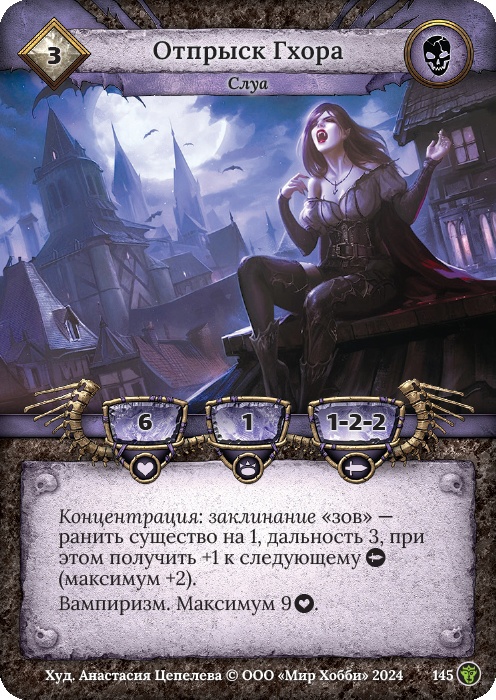 3
Отпрыск Гхора
Слуа
6
1
1-2-2
Концентрация: заклинание «зов» —
ранить существо на 1, дальность 3, при
этом получить +1 к следующему
(максимум +2).
Вампиризм. Максимум 9 .
Худ. Анастасия Цепелева © ООО «Мир Хобби» 2024
145